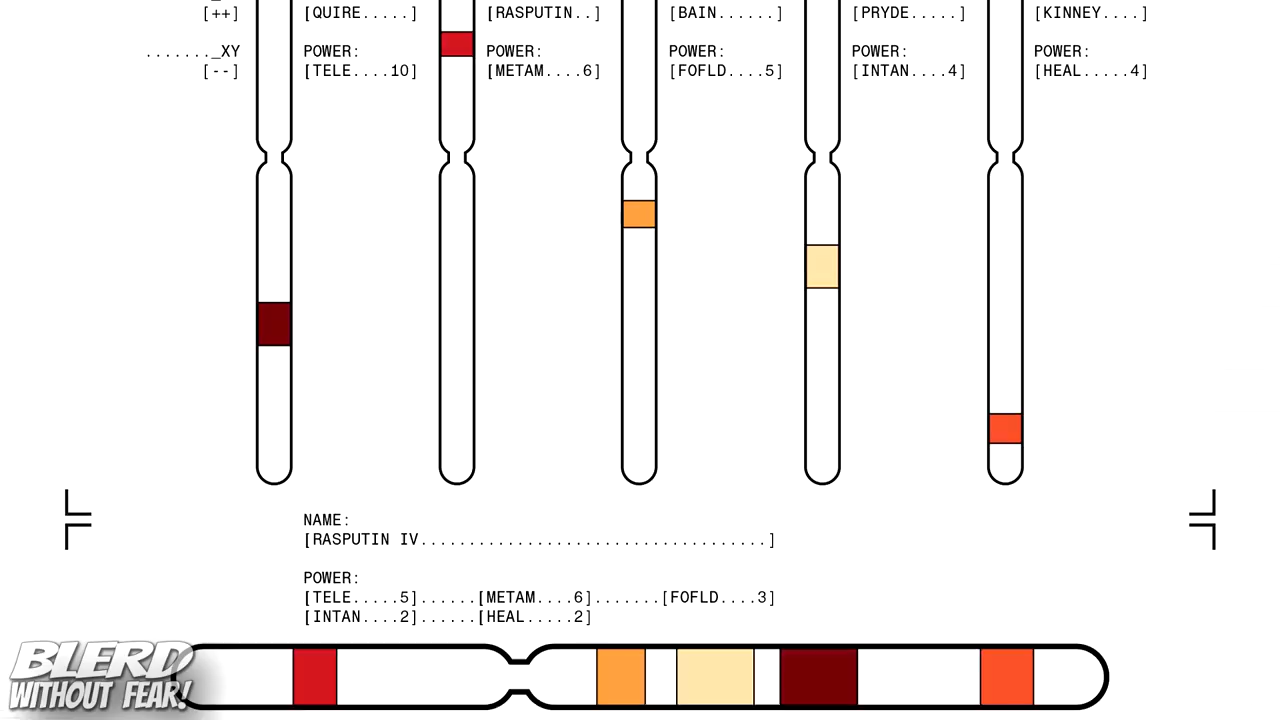 [++] [QUIRE.....] [RASPUTIN..] [BAIN......] [PRYDE.....] [KINNEY....]
......._XY POWER: POWER: POWER: POWER: POWER:
[--] [TELE....10] [METAM....6] [FOFLD....5] [INTAN....4] [HEAL.....4]
NAME:
[RASPUTIN IV....................................]
POWER:
[TELE.....5]......[METAM....6].......[FOFLD....3]
[INTAN....2]......[HEAL.....2]
BLERD
WITHOUT FEAR!